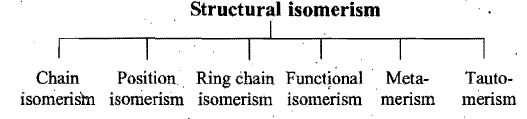 Structural isomerism
Chain Position Ring chain Functional Meta- Tauto-
isomerism isomerism isomerism isomerism merism merism